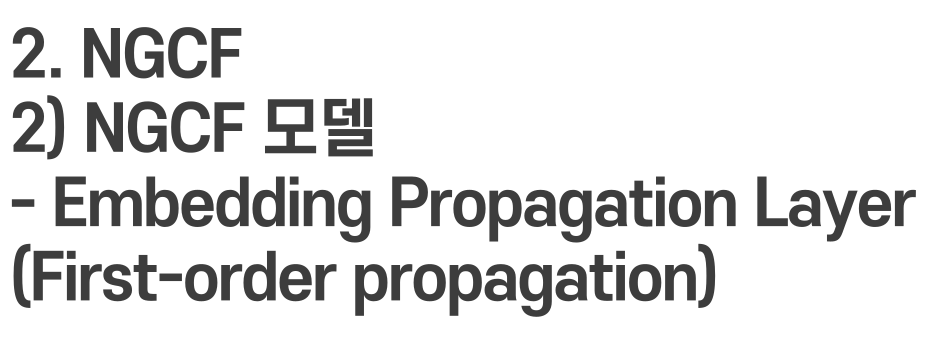 2. NGCF
2) NGCF 모델
- Embedding Propagation Layer
(First-order propagation)